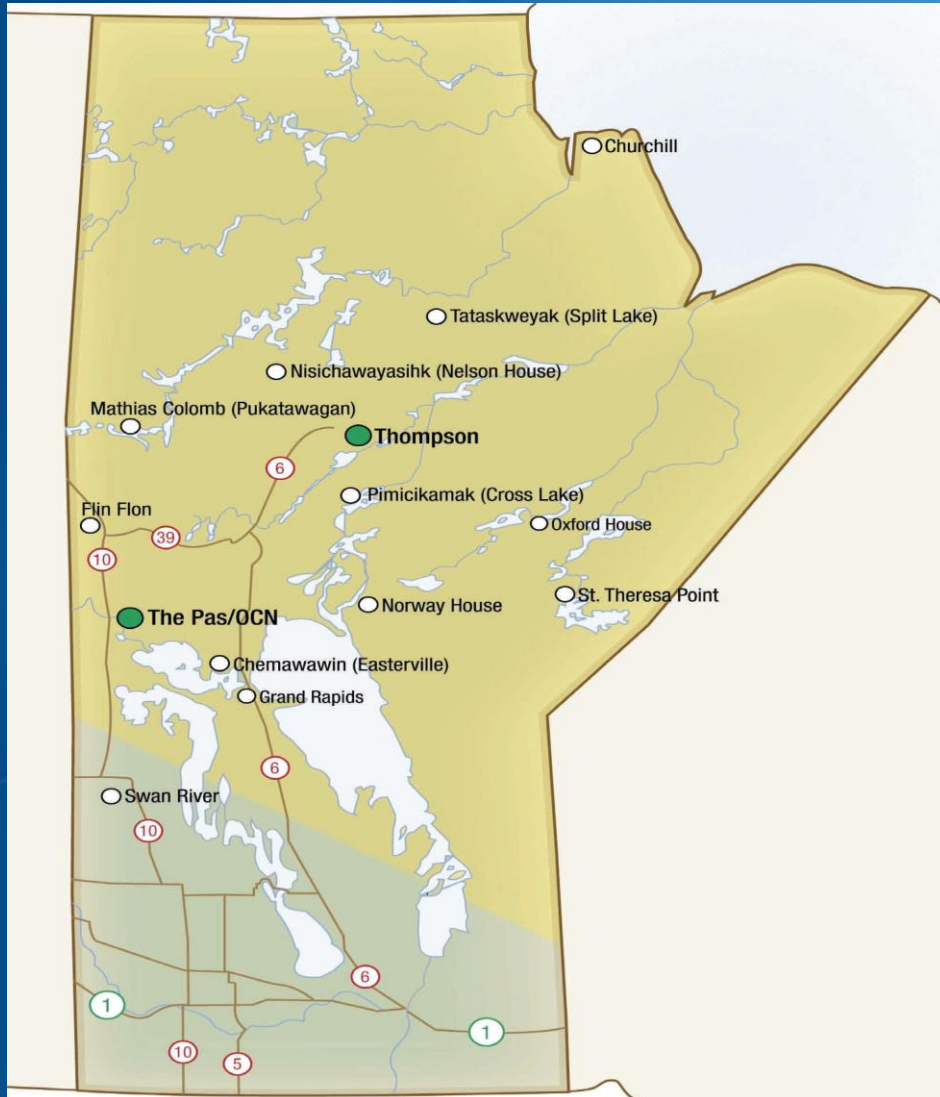 Churchill
Tataskweyak (Split Lake)
Nisichawayasihk (Nelson House)
Mathias Colomb (Pukatawagan)
Thompson
6
Pimicikamak (Cross Lake)
Flin Flon
Oxford House
39
10
St. Theresa Point
Norway House
The Pas/OCN
Chemawawin (Easterville)
Grand Rapids
6
Swan River
10
6
1
1
10
5